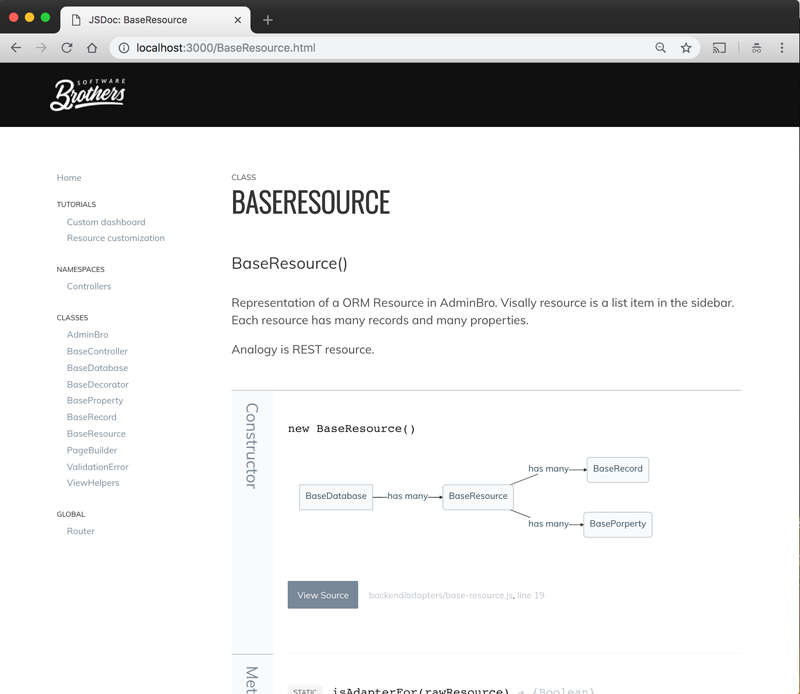 JSDoc: BaseResource
localhost:3000/BaseResource.html
SOFTWARE
Brothers
Home
TUTORIALS
Custom dashboard
Resource customization
NAMESPACES
Controllers
CLASSES
AdminBro
BaseController
BaseDatabase
BaseDecorator
BaseProperty
BaseRecord
BaseResource
PageBuilder
ValidationError
ViewHelpers
GLOBAL
Router
CLASS
BASERESOURCE
BaseResource()
Representation of a ORM Resource in AdminBro. Visally resource is a list item in the sidebar.
Each resource has many records and many properties.
Analogy is REST resource.
Constructor
new BaseResource()
BaseDatabase
has many
BaseResource
has many
BaseRecord
has many
BasePorperty
View Source
backend/adapters/base-resource.js, line 19
Met
STATIC
isAdapterFor(rawResource) → {Boolean}